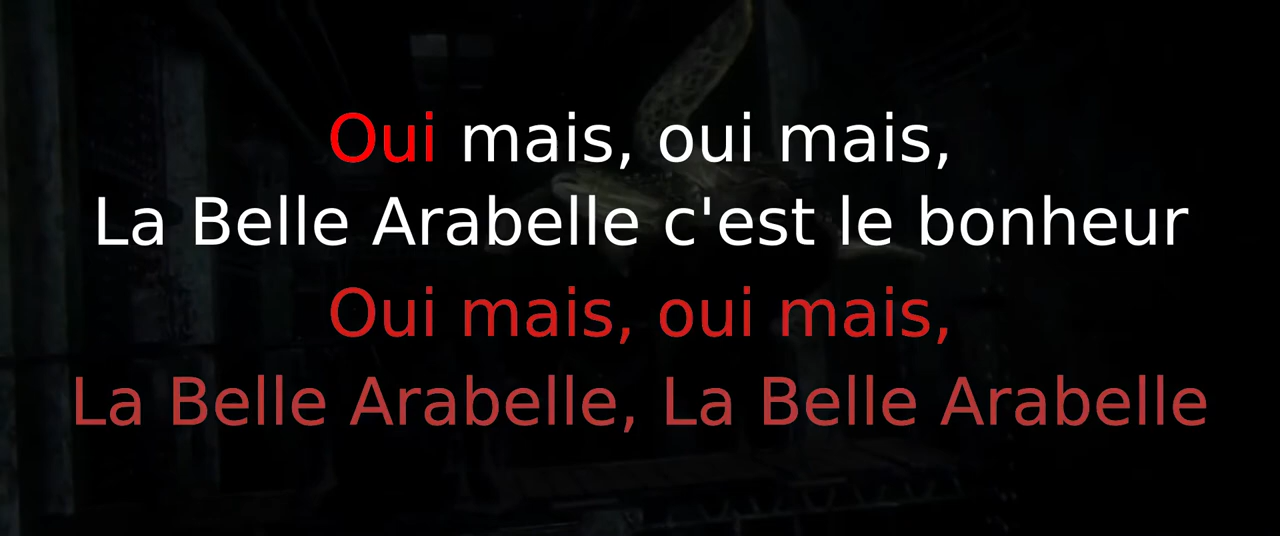 Oui mais, oui mais,
La Belle Arabelle c'est le bonheur
Oui mais, oui mais,
La Belle Arabelle, La Belle Arabelle